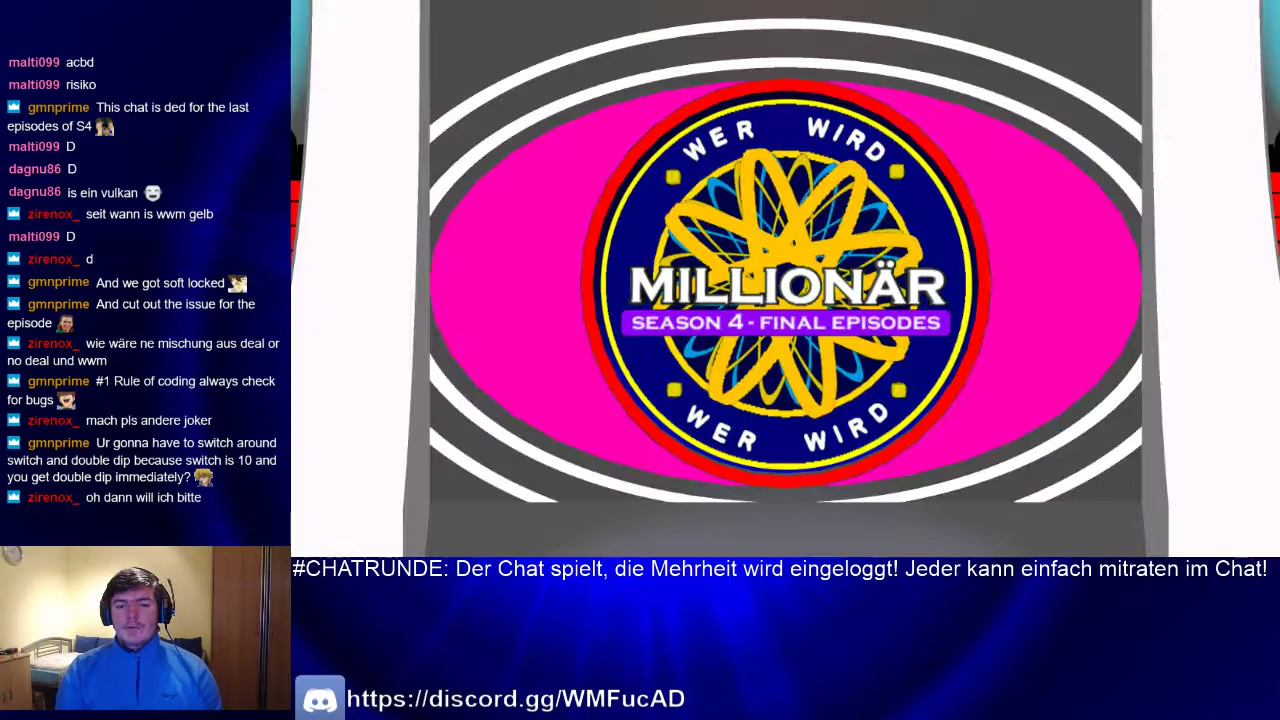 malti099 acbd
malti099 risiko
gmnprime This chat is ded for the last
episodes of S4
malti099 D
dagnu86 D
dagnu86 is ein vulkan
zirenox_ seit wann is wwm gelb
malti099 D
zirenox_ d
gmnprime And we got soft locked
gmnprime And cut out the issue for the
episode
zirenox_ wie wäre ne mischung aus deal or
no deal und wwm
gmnprime #1 Rule of coding always check
for bugs
zirenox_ mach pls andere joker
gmnprime Ur gonna have to switch around
switch and double dip because switch is 10 and
you get double dip immediately?
zirenox_ oh dann will ich bitte
WER WIRD
MILLIONÄR
SEASON 4 - FINAL EPISODES
WER WIRD
#CHATRUNDE: Der Chat spielt, die Mehrheit wird eingeloggt! Jeder kann einfach mitraten im Chat!
https://discord.gg/WMFucAD